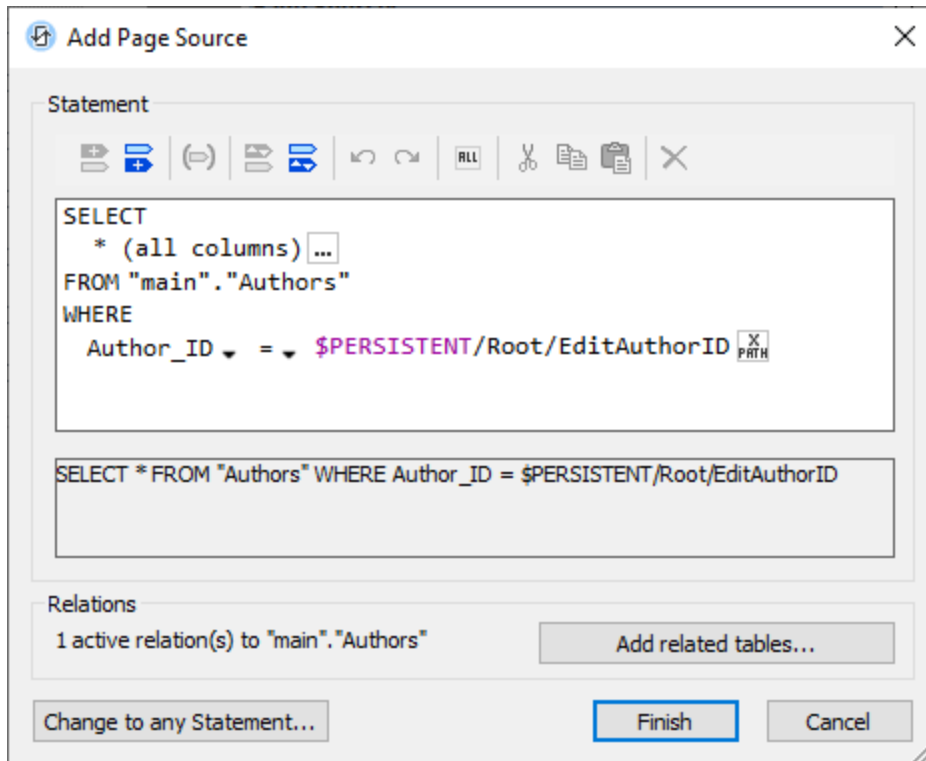 Add Page Source
Statement
ALL
SELECT
* (all columns) ...
FROM "main"."Authors"
WHERE
Author_ID = $PERSISTENT/Root/EditAuthorID X PATH
SELECT * FROM "Authors" WHERE Author_ID = $PERSISTENT/Root/EditAuthorID
Relations
1 active relation(s) to "main"."Authors"
Add related tables...
Change to any Statement...
Finish
Cancel